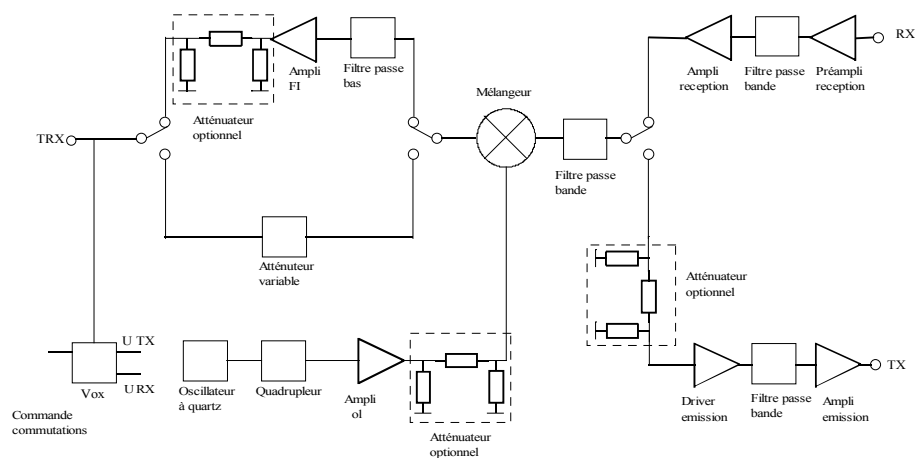 RX
Ampli
FI
Filtre passe
bas
Ampli
reception
Filtre passe
bande
Préampli
reception
Atténuateur
optionnel
Mélangeur
TRX
Filtre passe
bande
Atténuteur
variable
Atténuateur
optionnel
U TX
U RX
Vox
Commande
commutations
Oscillateur
à quartz
Quadrupleur
Ampli
ol
Atténuateur
optionnel
TX
Driver
emission
Filtre passe
bande
Ampli
emission